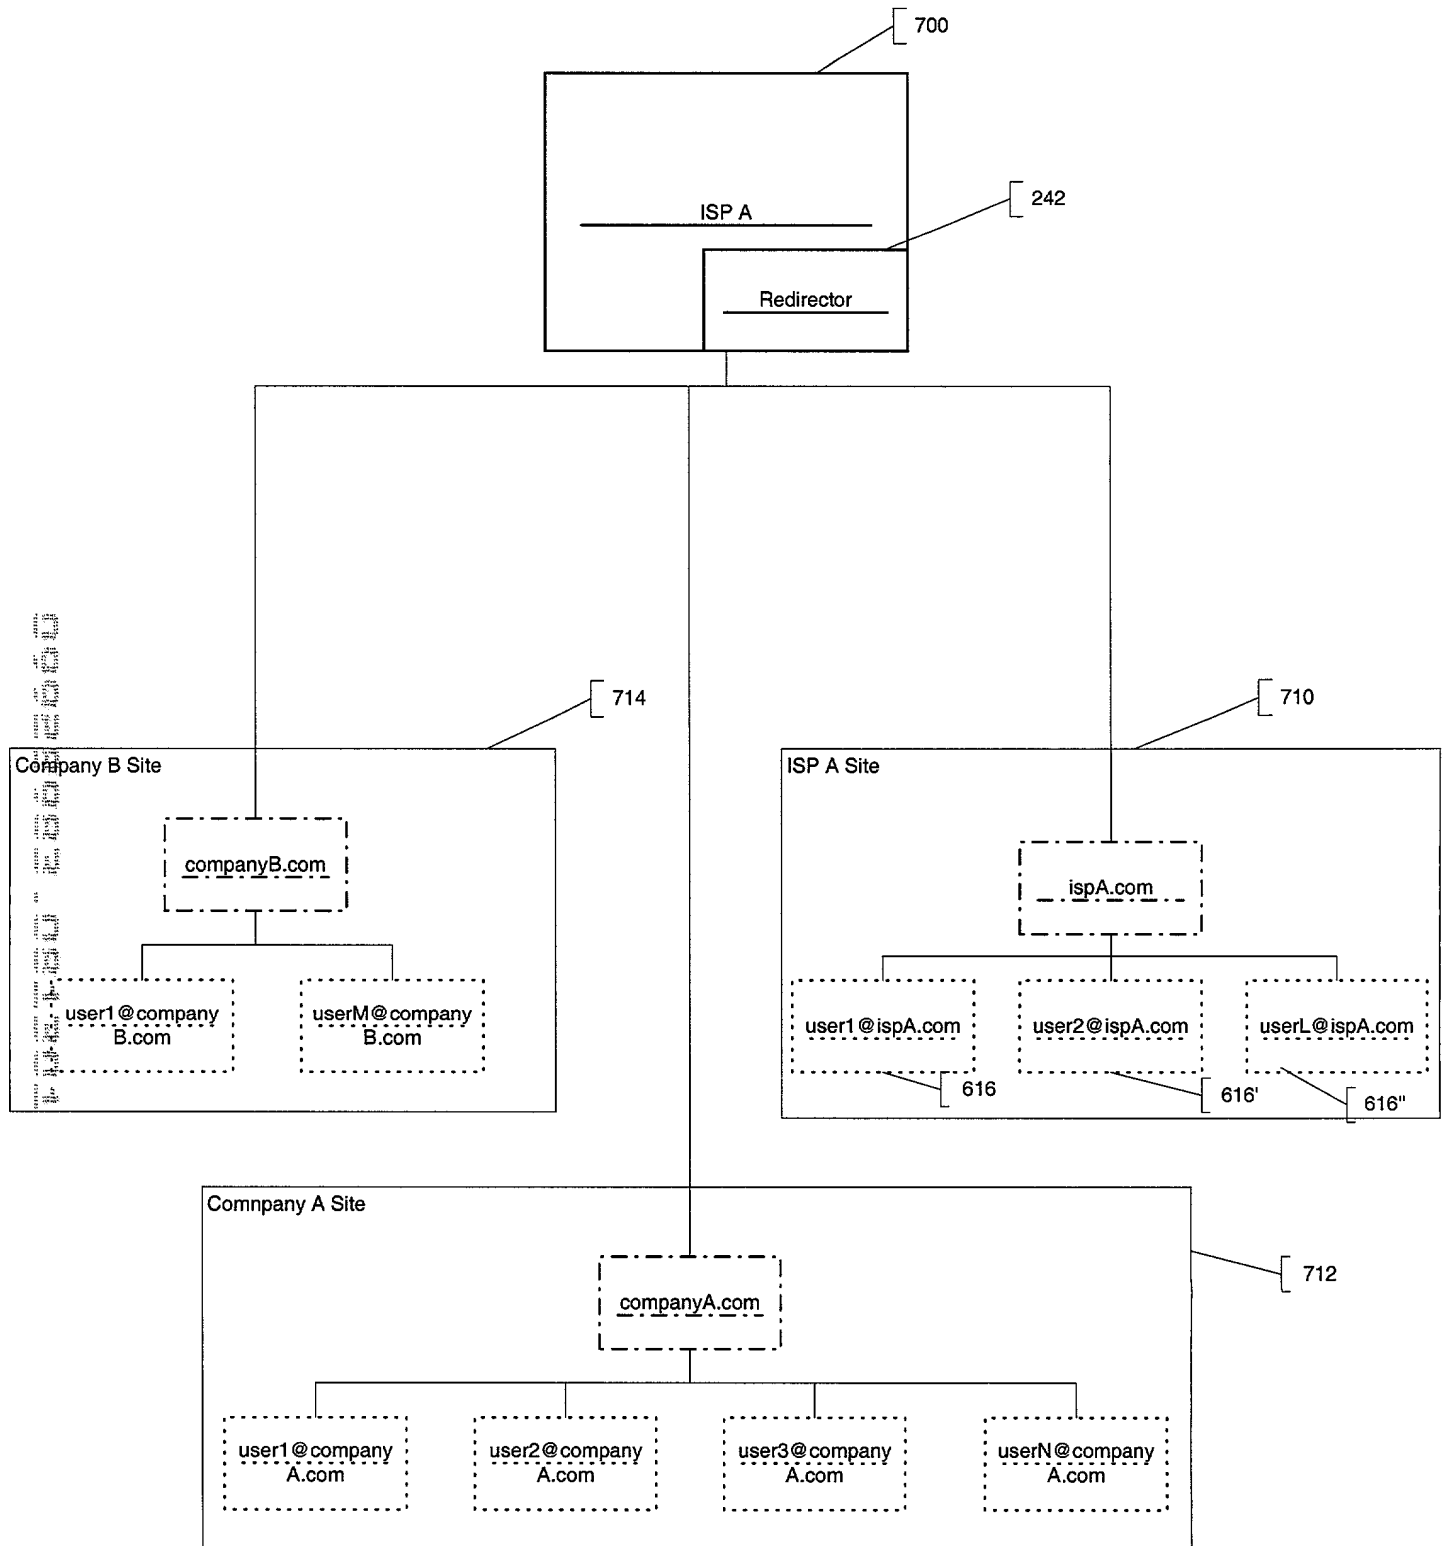 700
242
ISP A
Redirector
714
710
Company B Site
ISP A Site
companyB.com
ispA.com
user1@company
B.com
userM@company
B.com
user1@ispA.com
user2@ispA.com
userL@ispA.com
616
616'
616"
Comnpany A Site
712
companyA.com
user1@company
A.com
user2@company
A.com
user3@company
A.com
userN@company
A.com